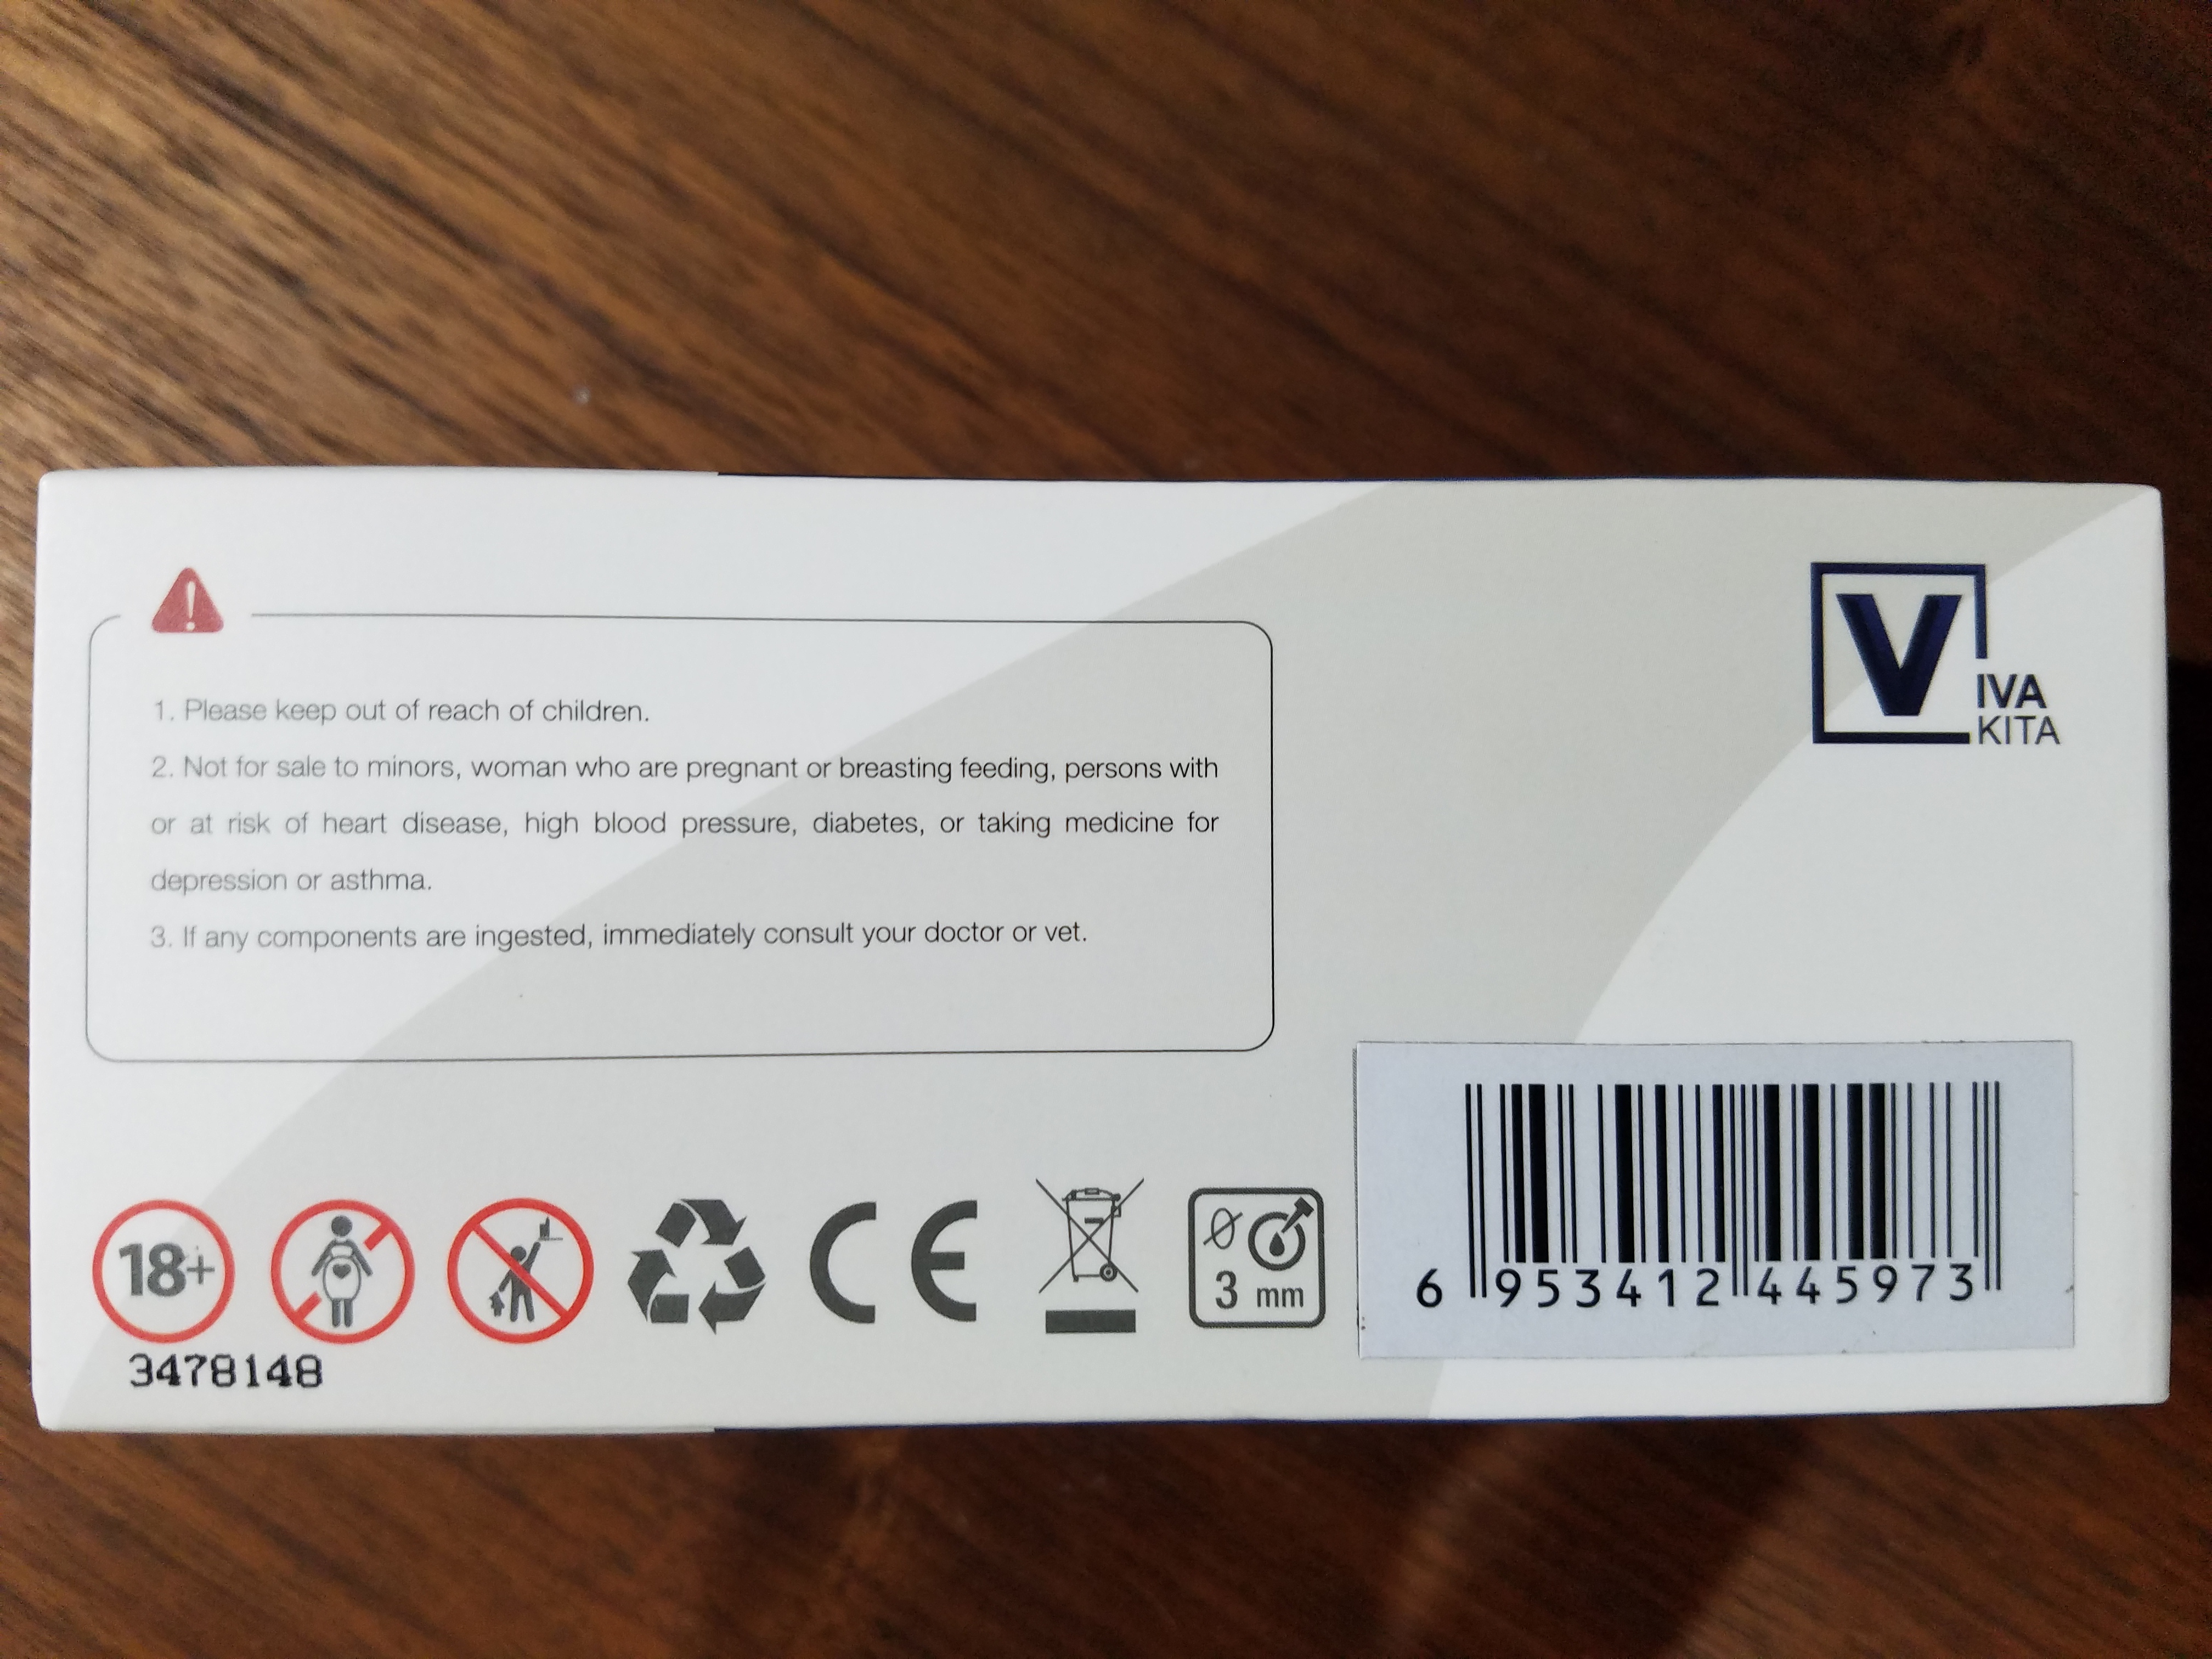 1. Please keep out of reach of children.
2. Not for sale to minors, woman who are pregnant or breasting feeding, persons with
or at risk of heart disease, high blood pressure, diabetes, or taking medicine for
depression or asthma.
3. If any components are ingested, immediately consult your doctor or vet.
VIVA
KITA
18+
CE
3 mm
3478148
6 953412 445973